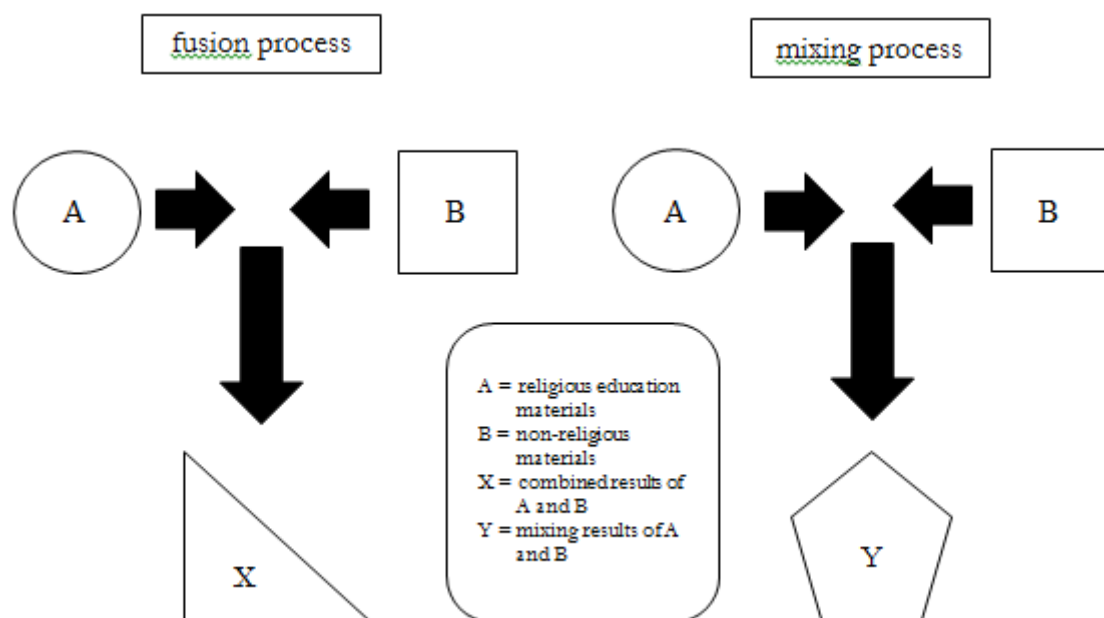 fusion process
mixing process
A
B
A
B
A = religious education
materials
B = non-religious
materials
X = combined results of
A and B
Y = mixing results of A
and B
X
Y